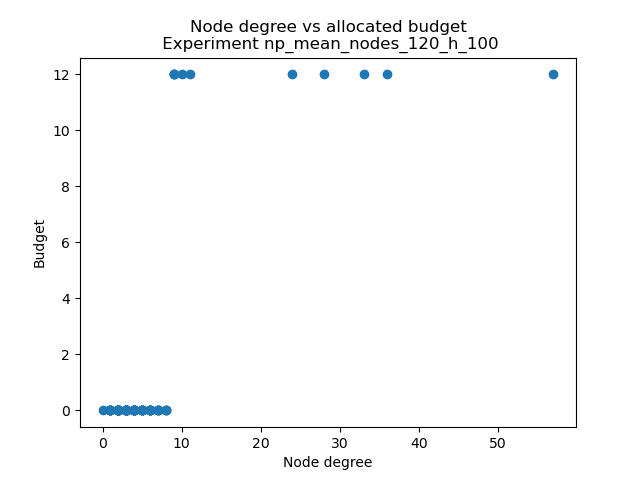 Node degree vs allocated budget
Experiment np_mean_nodes_120_h_100
12
10
8
6
4
2
0
Budget
0 10 20 30 40 50
Node degree